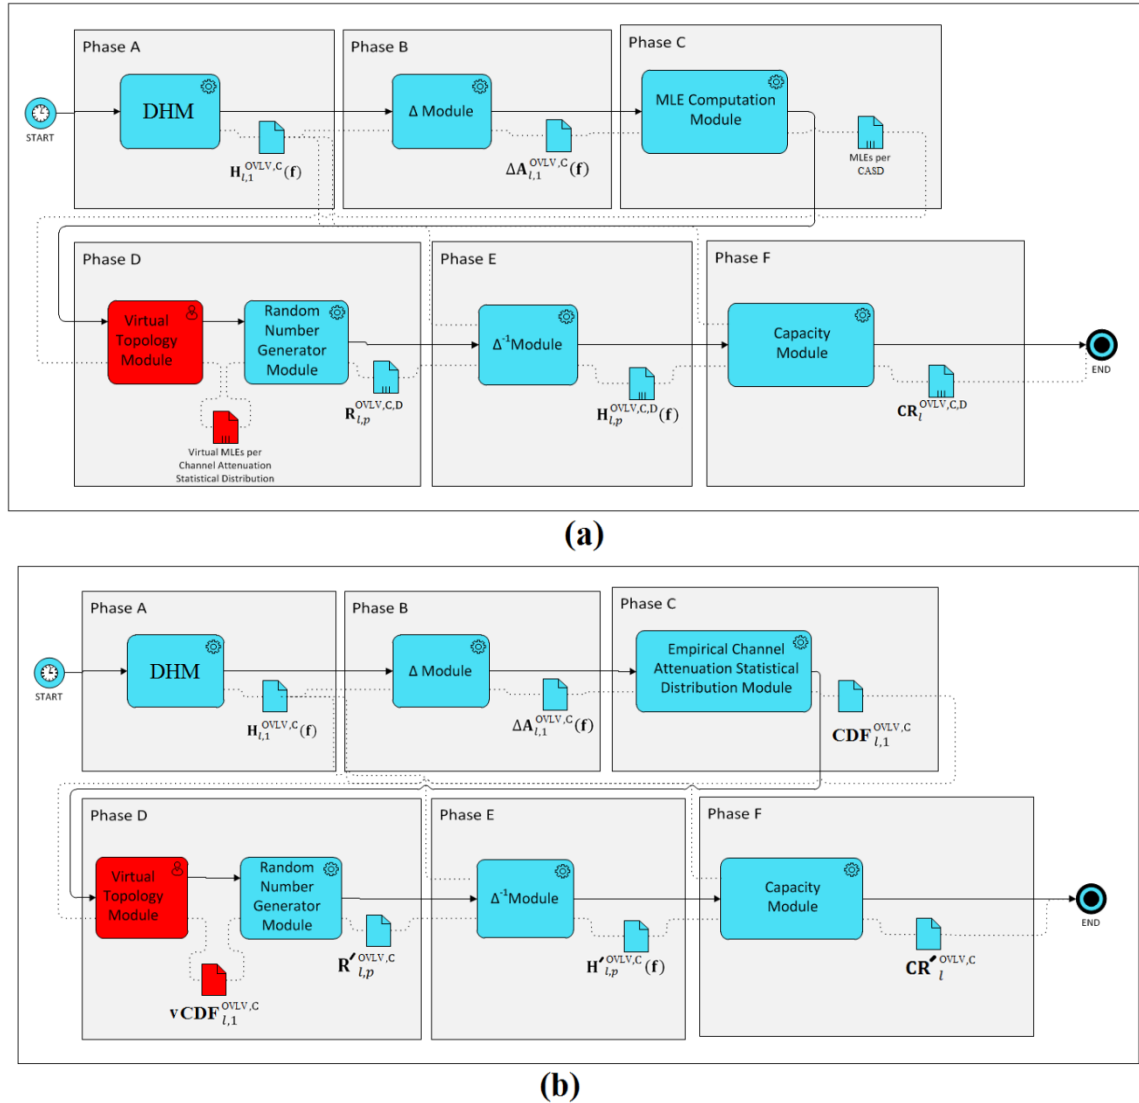 Phase A
Phase B
Phase C
START
DHM
Δ Module
MLE Computation
Module
H_{l,1}^{OVLV,C}(f)
ΔA_{l,1}^{OVLV,C}(f)
MLEs per
CASD
Phase D
Phase E
Phase F
Virtual
Topology
Module
Random
Number
Generator
Module
Δ⁻¹Module
Capacity
Module
END
R_{l,p}^{OVLV,C,D}
H_{l,p}^{OVLV,C,D}(f)
CR_{l}^{OVLV,C,D}
Virtual MLEs per
Channel Attenuation
Statistical Distribution
(a)
Phase A
Phase B
Phase C
START
DHM
Δ Module
Empirical Channel
Attenuation Statistical
Distribution Module
H_{l,1}^{OVLV,C}(f)
ΔA_{l,1}^{OVLV,C}(f)
CDF_{l,1}^{OVLV,C}
Phase D
Phase E
Phase F
Virtual
Topology
Module
Random
Number
Generator
Module
Δ⁻¹Module
Capacity
Module
END
R′_{l,p}^{OVLV,C}
H′_{l,p}^{OVLV,C}(f)
CR′_{l}^{OVLV,C}
vCDF_{l,1}^{OVLV,C}
(b)